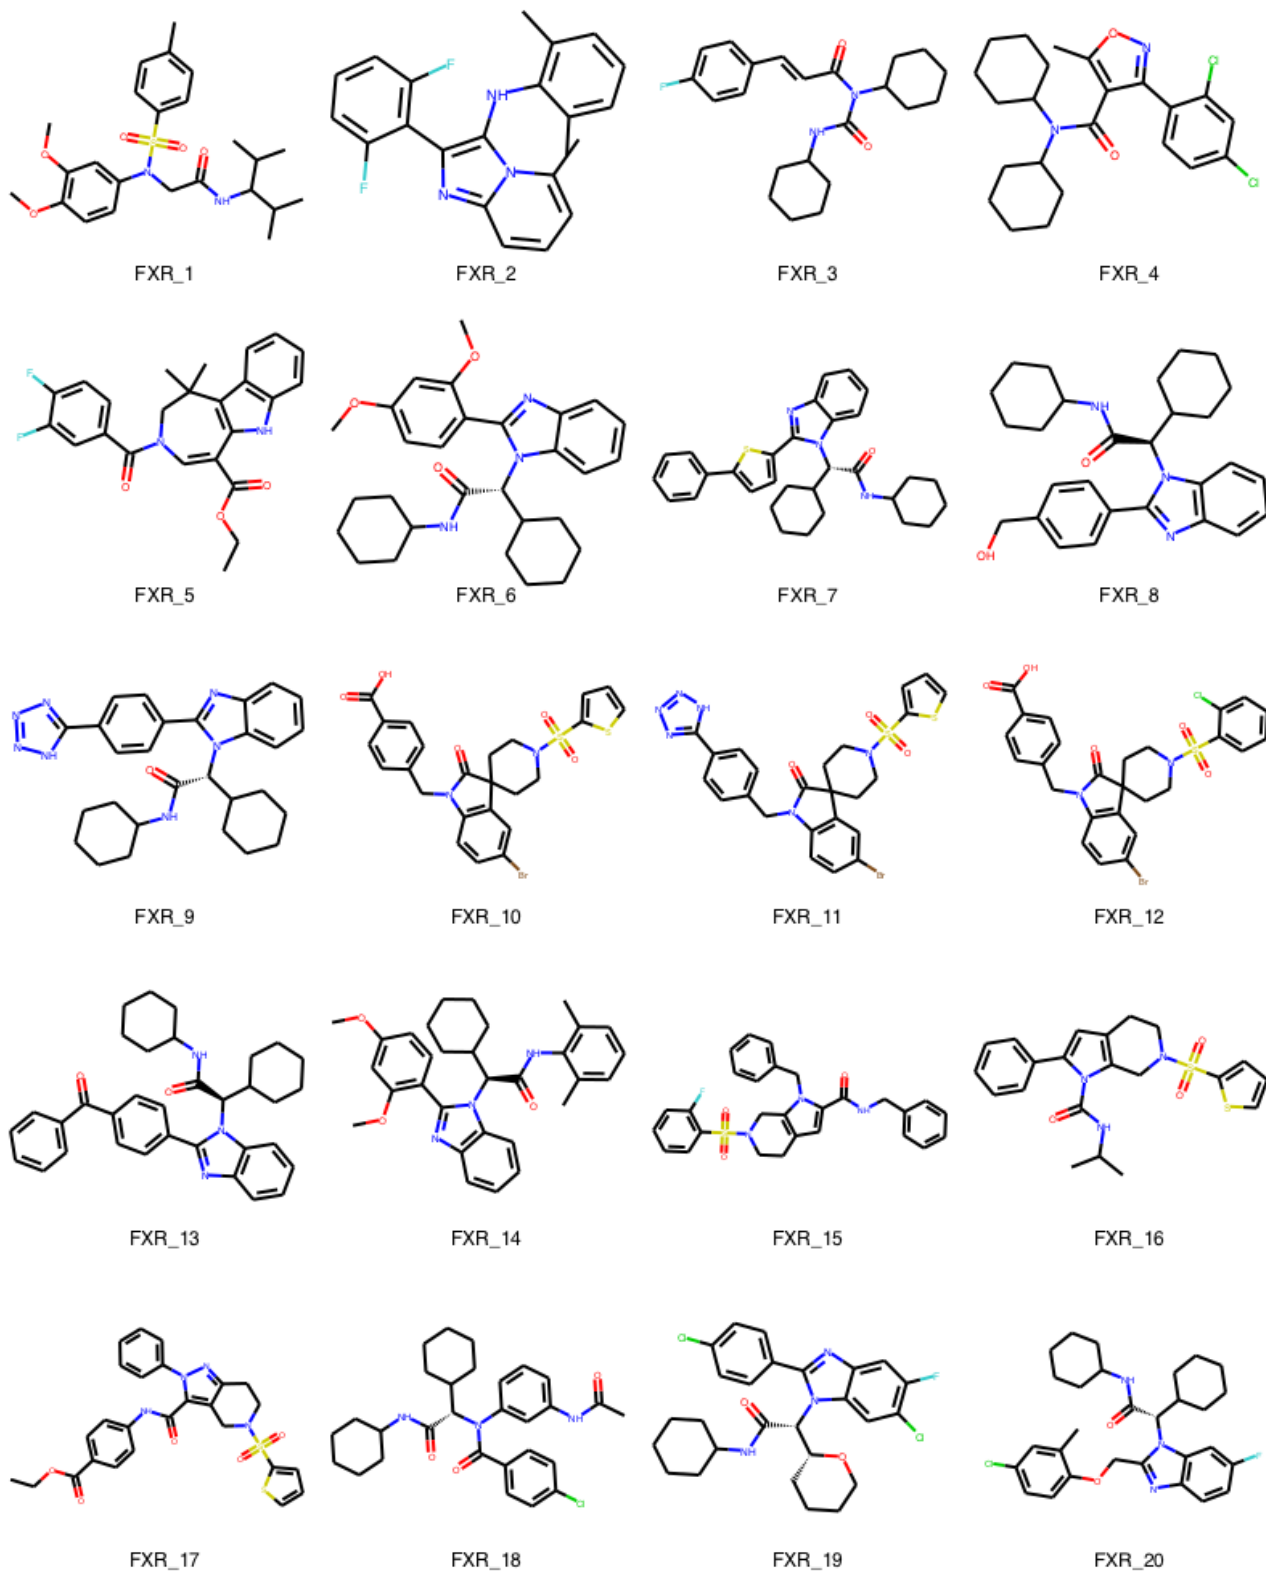 FXR_1 FXR_2 FXR_3 FXR_4
FXR_5 FXR_6 FXR_7 FXR_8
FXR_9 FXR_10 FXR_11 FXR_12
FXR_13 FXR_14 FXR_15 FXR_16
FXR_17 FXR_18 FXR_19 FXR_20